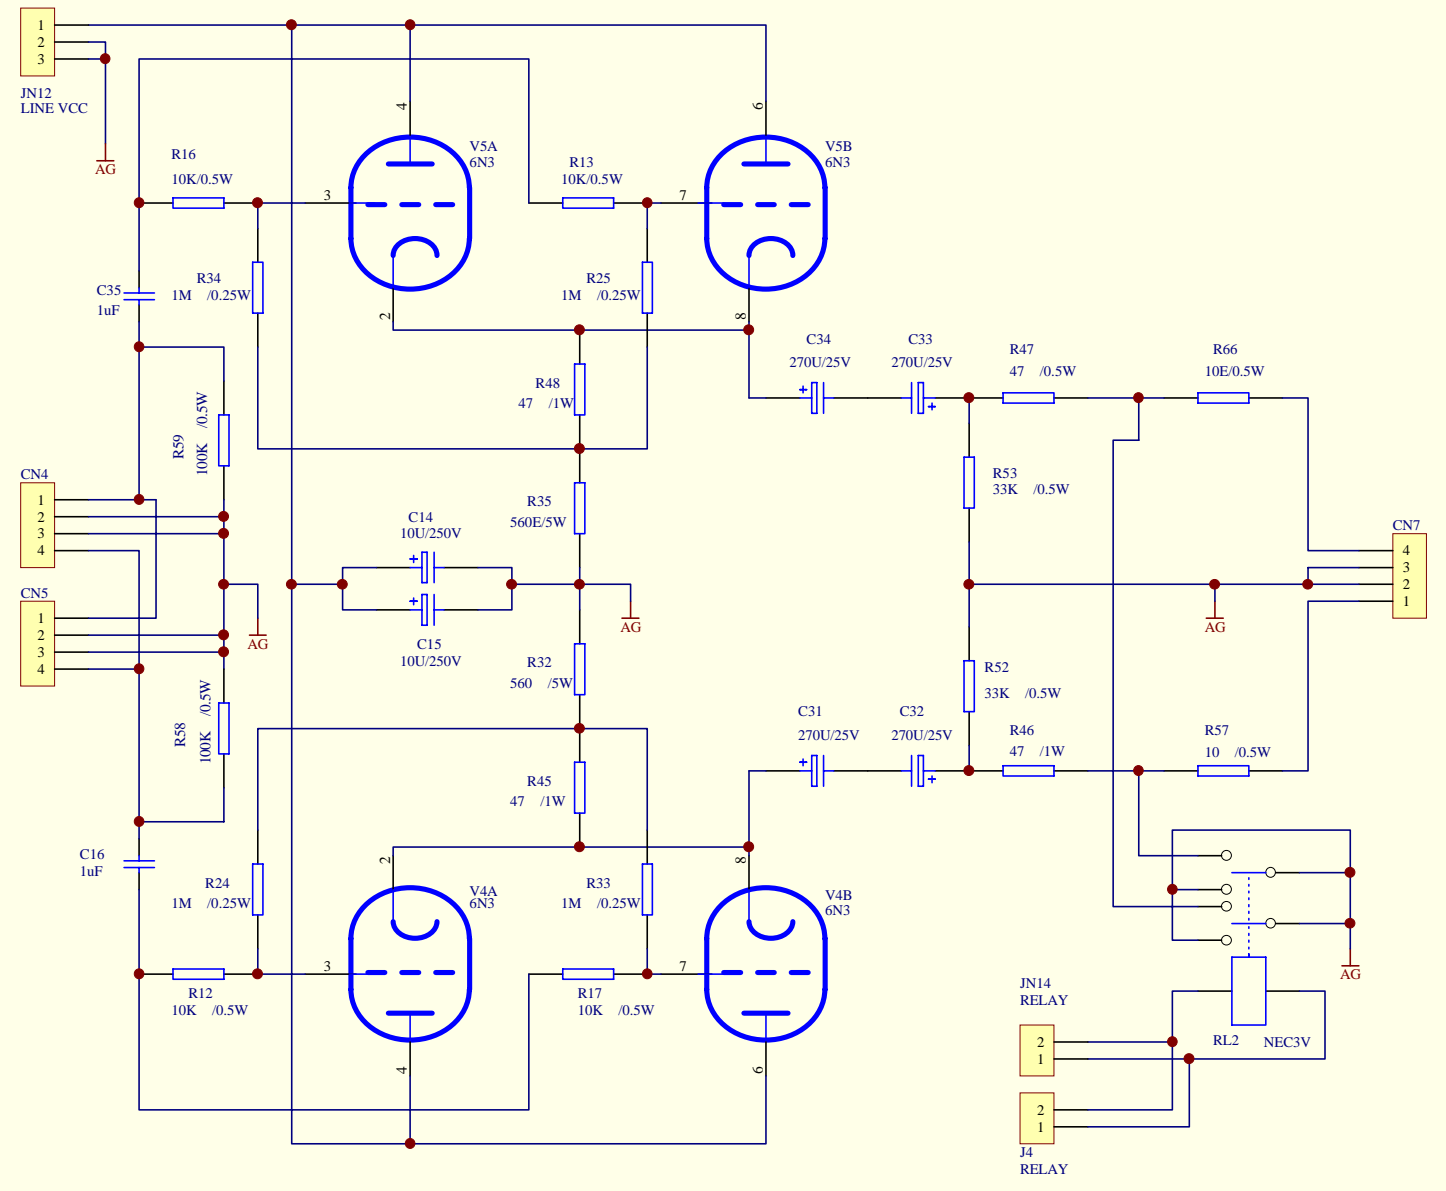 1
2
3
JN12
LINE VCC
AG
R16
10K/0.5W
3
4
V5A
6N3
2
R13
10K/0.5W
7
6
V5B
6N3
8
C35
1uF
R34
1M /0.25W
R25
1M /0.25W
R48
47 /1W
C34
270U/25V
C33
270U/25V
R47
47 /0.5W
R66
10E/0.5W
R59
100K /0.5W
R53
33K /0.5W
CN4
1
2
3
4
R35
560E/5W
C14
10U/250V
CN7
4
3
2
1
CN5
1
2
3
4
AG
AG
AG
C15
10U/250V
R32
560 /5W
R52
33K /0.5W
R58
100K /0.5W
C31
270U/25V
C32
270U/25V
R46
47 /1W
R57
10 /0.5W
R45
47 /1W
C16
1uF
R24
1M /0.25W
2
V4A
6N3
3
4
R33
1M /0.25W
8
V4B
6N3
7
6
R12
10K /0.5W
R17
10K /0.5W
AG
JN14
RELAY
2
1
RL2
NEC3V
2
1
J4
RELAY